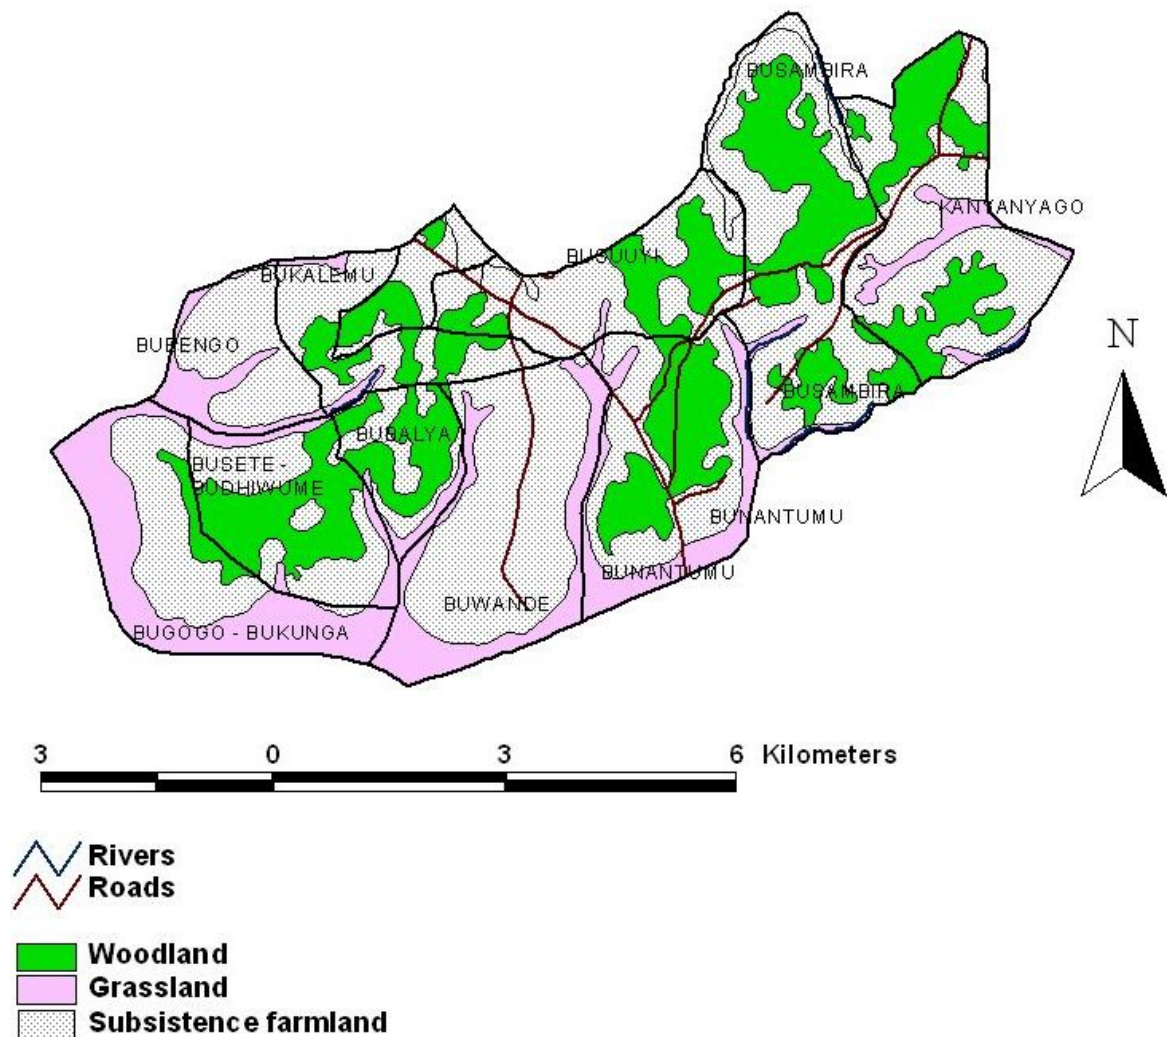 BUSAMBIRA
KANYANYAGO
BUSUUYI
BUKALEMU
BUPENGO
BUSAMBIRA
BUBALYA
BUSETE -
BUDHIWUME
BUNANTUMU
BUNANTUMU
BUWANDE
BUGOGO - BUKUNGA
N
3 0 3 6 Kilometers
Rivers
Roads
Woodland
Grassland
Subsistence farmland